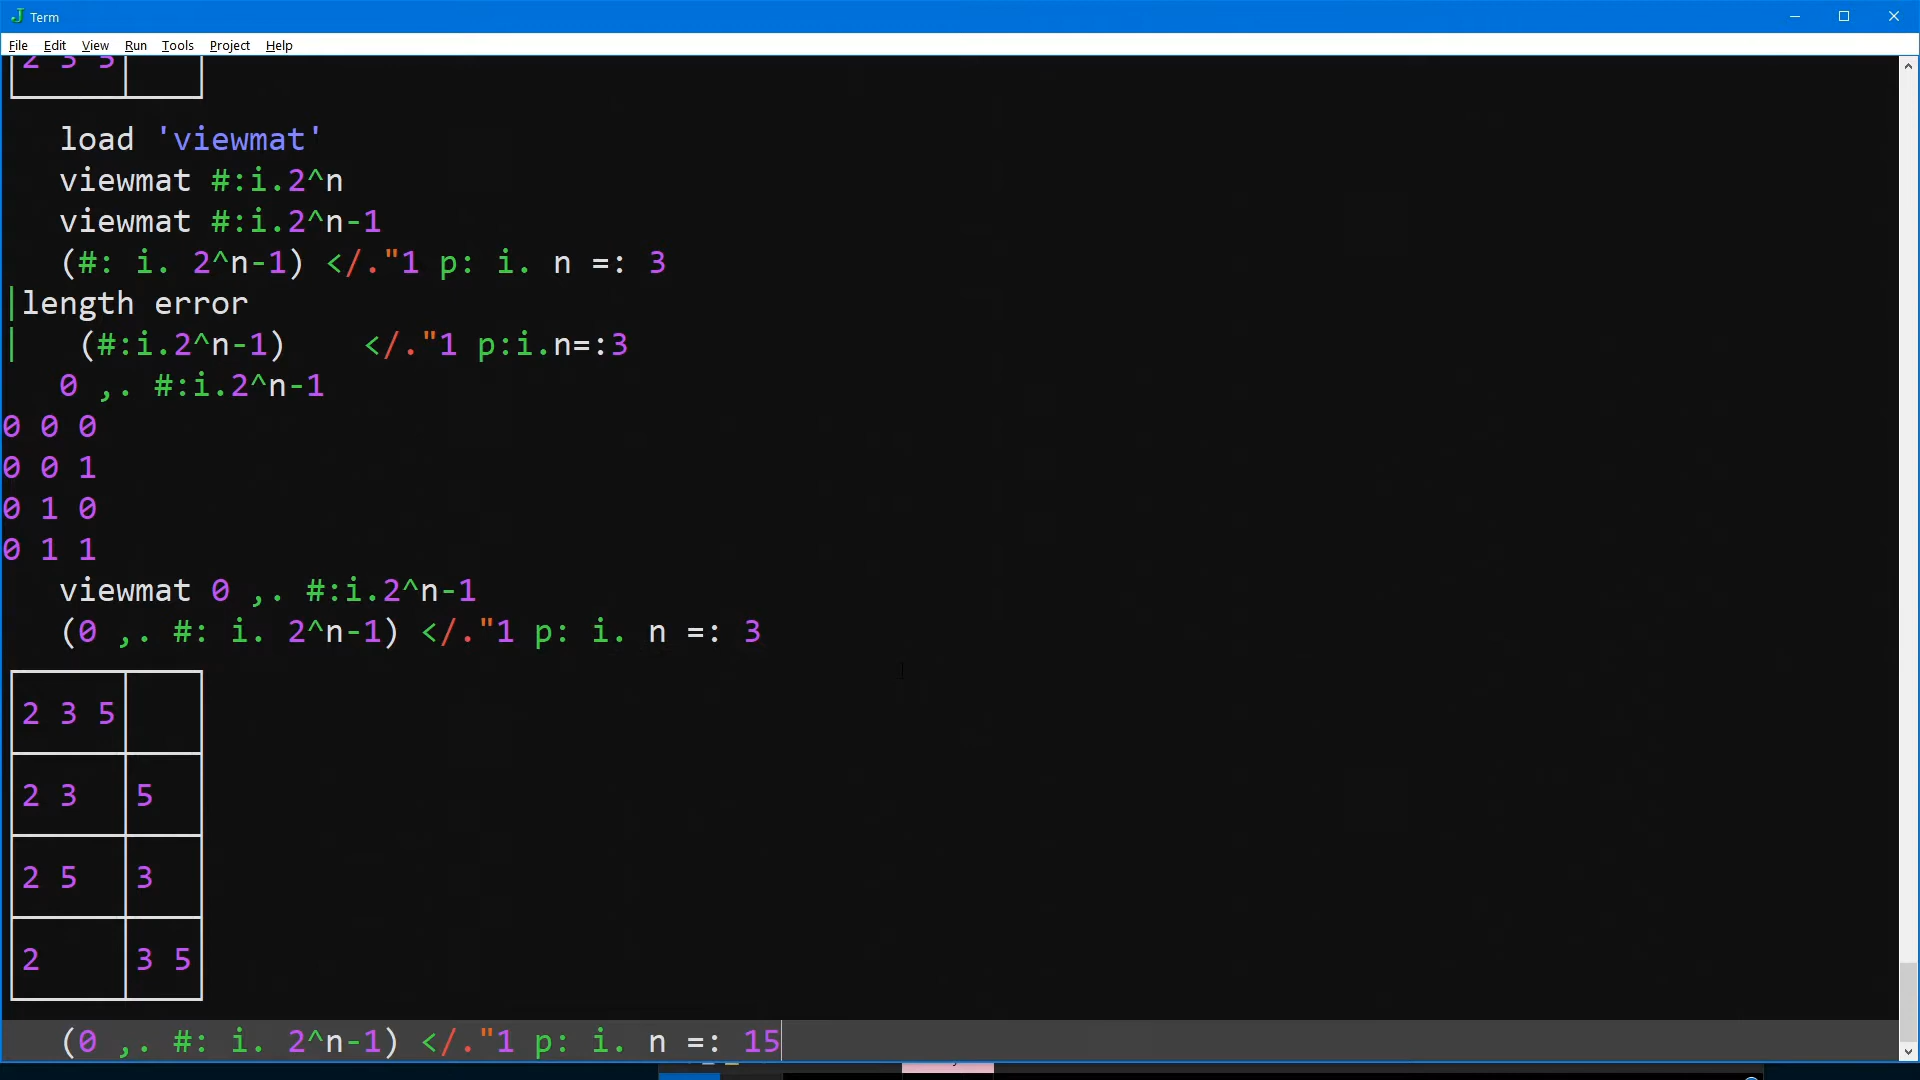 Term
File Edit View Run Tools Project Help
2 3 5
load 'viewmat'
viewmat #:i.2^n
viewmat #:i.2^n-1
(#: i. 2^n-1) </."1 p: i. n =: 3
|length error
|   (#:i.2^n-1)    </."1 p:i.n=:3
0 ,. #:i.2^n-1
0 0 0
0 0 1
0 1 0
0 1 1
viewmat 0 ,. #:i.2^n-1
(0 ,. #: i. 2^n-1) </."1 p: i. n =: 3
2 3 5
2 3 5
2 5 3
2 3 5
(0 ,. #: i. 2^n-1) </."1 p: i. n =: 15